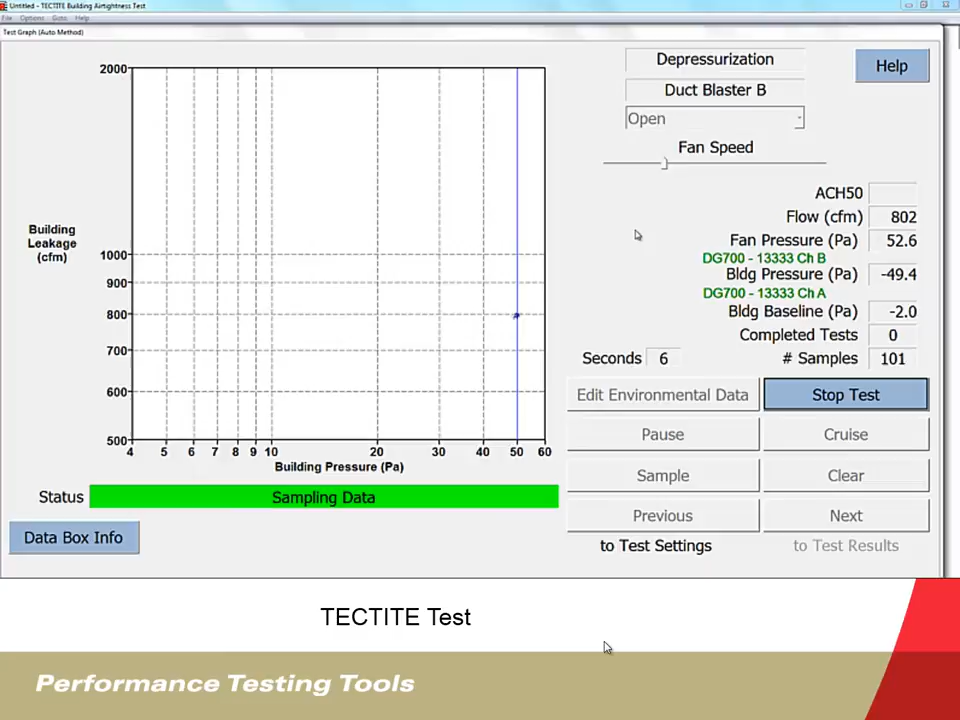 Untitled - TECTITE Building Airtightness Test
File Options Goto Help
Test Graph (Auto Method)
Depressurization
Help
Duct Blaster B
Open
Fan Speed
2000
1000
900
800
700
600
500
Building
Leakage
(cfm)
4 5 6 7 8 9 10 20 30 40 50 60
Building Pressure (Pa)
ACH50
Flow (cfm) 802
Fan Pressure (Pa) 52.6
DG700 - 13333 Ch B
Bldg Pressure (Pa) -49.4
DG700 - 13333 Ch A
Bldg Baseline (Pa) -2.0
Completed Tests 0
Seconds 6 # Samples 101
Edit Environmental Data Stop Test
Pause Cruise
Sample Clear
Previous Next
to Test Settings to Test Results
Status Sampling Data
Data Box Info
TECTITE Test
Performance Testing Tools